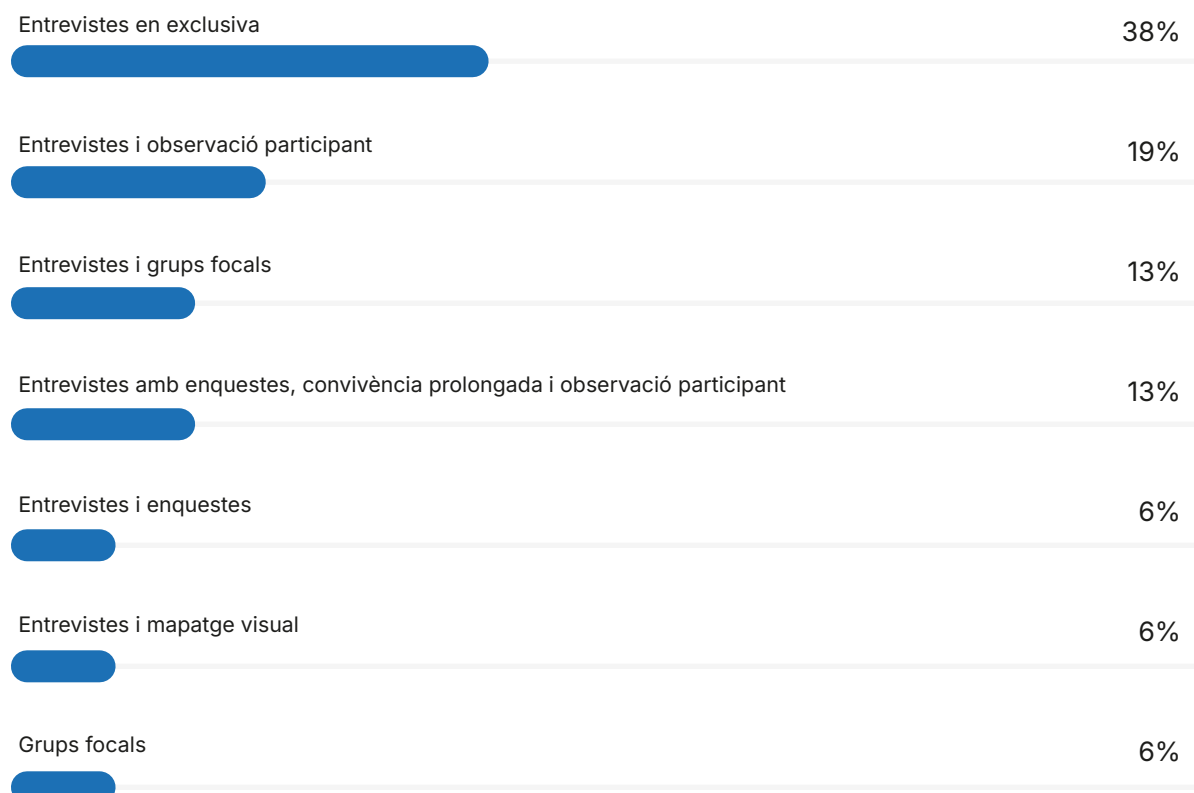 Entrevistes en exclusiva 38%
Entrevistes i observació participant 19%
Entrevistes i grups focals 13%
Entrevistes amb enquestes, convivència prolongada i observació participant 13%
Entrevistes i enquestes 6%
Entrevistes i mapatge visual 6%
Grups focals 6%